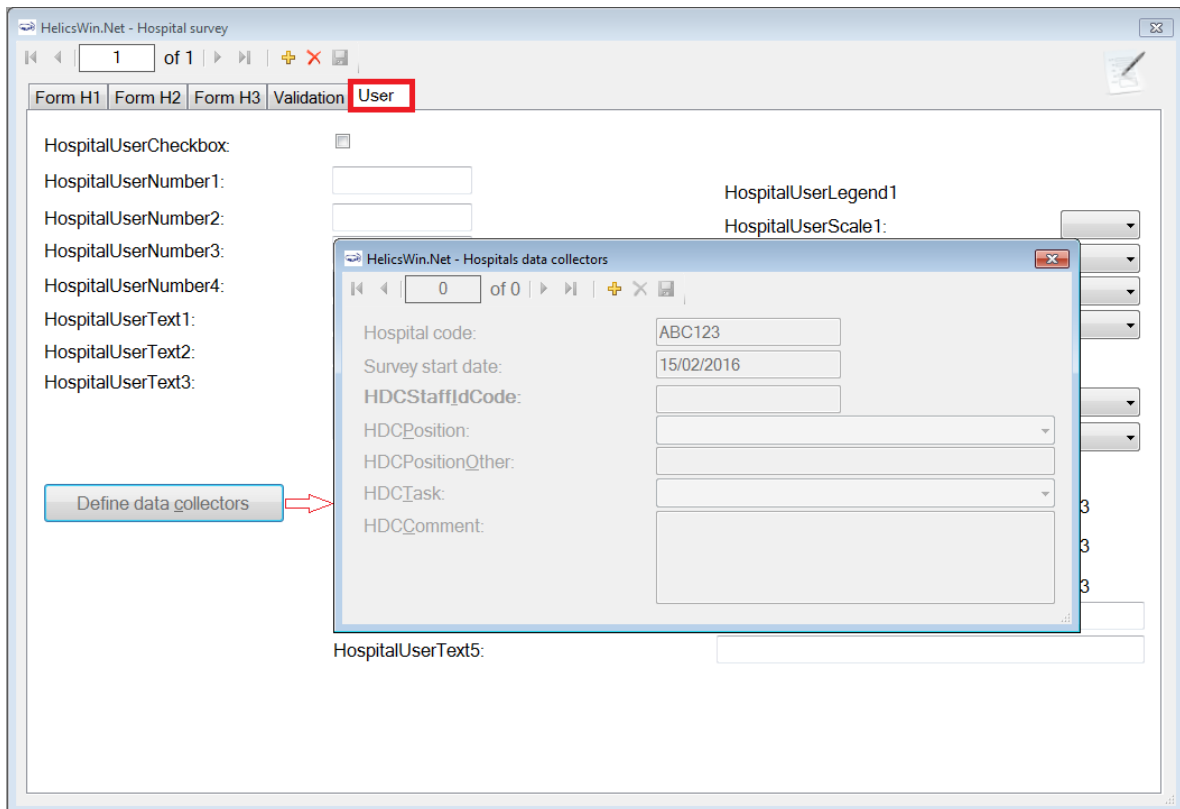 HelicsWin.Net - Hospital survey
1 of 1
Form H1 Form H2 Form H3 Validation User
HospitalUserCheckbox:
HospitalUserNumber1:
HospitalUserLegend1
HospitalUserNumber2:
HospitalUserScale1:
HospitalUserNumber3:
HospitalUserNumber4:
HospitalUserText1:
HospitalUserText2:
HospitalUserText3:
Define data collectors
HelicsWin.Net - Hospitals data collectors
0 of 0
Hospital code: ABC123
Survey start date: 15/02/2016
HDCStaffIdCode:
HDCPosition:
HDCPositionOther:
HDCTask:
HDCComment:
3
3
3
HospitalUserText5: